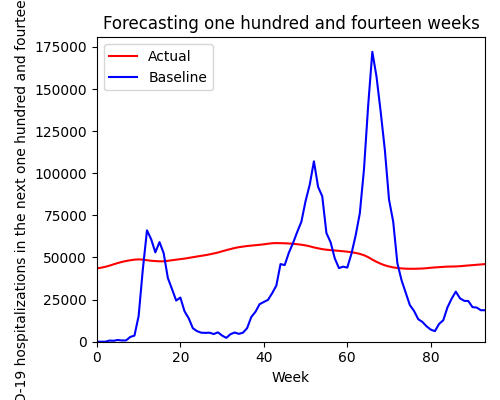 Forecasting one hundred and fourteen weeks
Actual
Baseline
175000
150000
125000
100000
75000
50000
25000
0
0 20 40 60 80
Week
D-19 hospitalizations in the next one hundred and fourtee